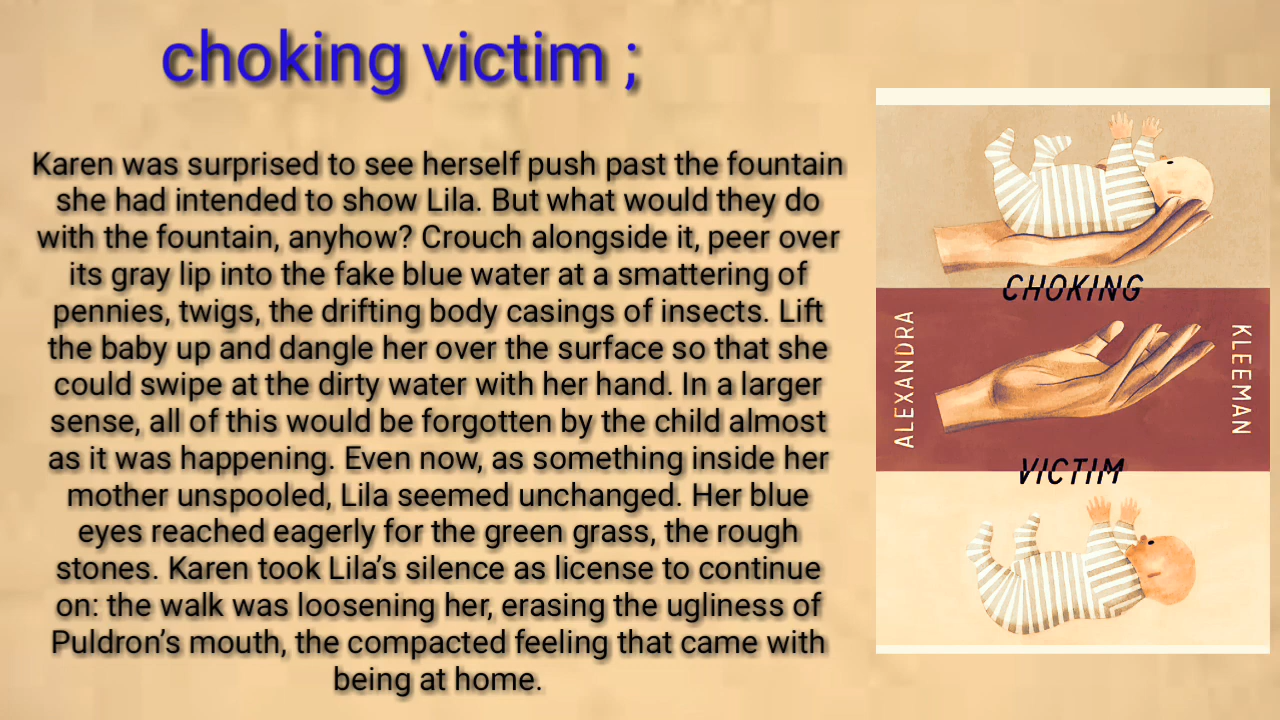 choking victim ;
Karen was surprised to see herself push past the fountain
she had intended to show Lila. But what would they do
with the fountain, anyhow? Crouch alongside it, peer over
its gray lip into the fake blue water at a smattering of
pennies, twigs, the drifting body casings of insects. Lift
the baby up and dangle her over the surface so that she
could swipe at the dirty water with her hand. In a larger
sense, all of this would be forgotten by the child almost
as it was happening. Even now, as something inside her
mother unspooled, Lila seemed unchanged. Her blue
eyes reached eagerly for the green grass, the rough
stones. Karen took Lila’s silence as license to continue
on: the walk was loosening her, erasing the ugliness of
Puldron’s mouth, the compacted feeling that came with
being at home.
CHOKING
ALEXANDRA
KLEEMAN
VICTIM